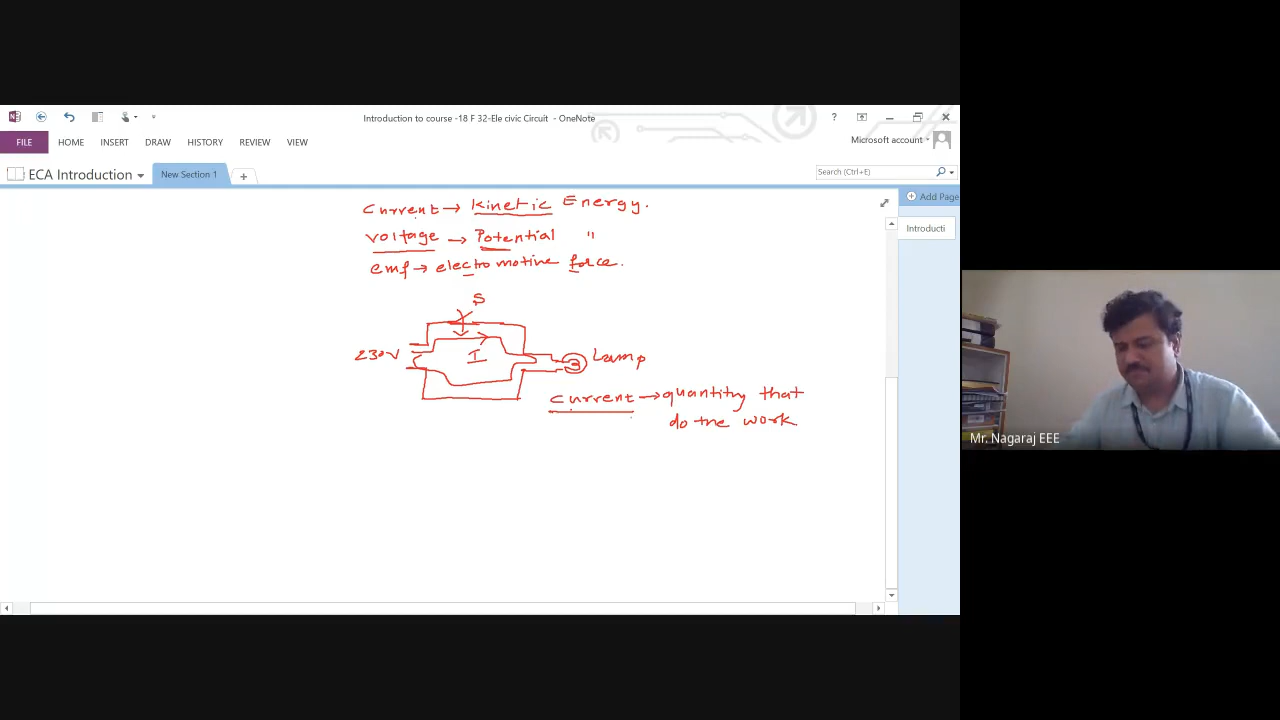 Introduction to course -18 F 32-Ele civic Circuit - OneNote
?
FILE
HOME
INSERT
DRAW
HISTORY
REVIEW
VIEW
Microsoft account
ECA Introduction
New Section 1
+
Search (Ctrl+E)
Add Page
Introducti
Current → Kinetic Energy.
Voltage → Potential "
emf → electromotive force.
S
230V
I
Lamp
Current → quantity that
do the work
Mr. Nagaraj EEE